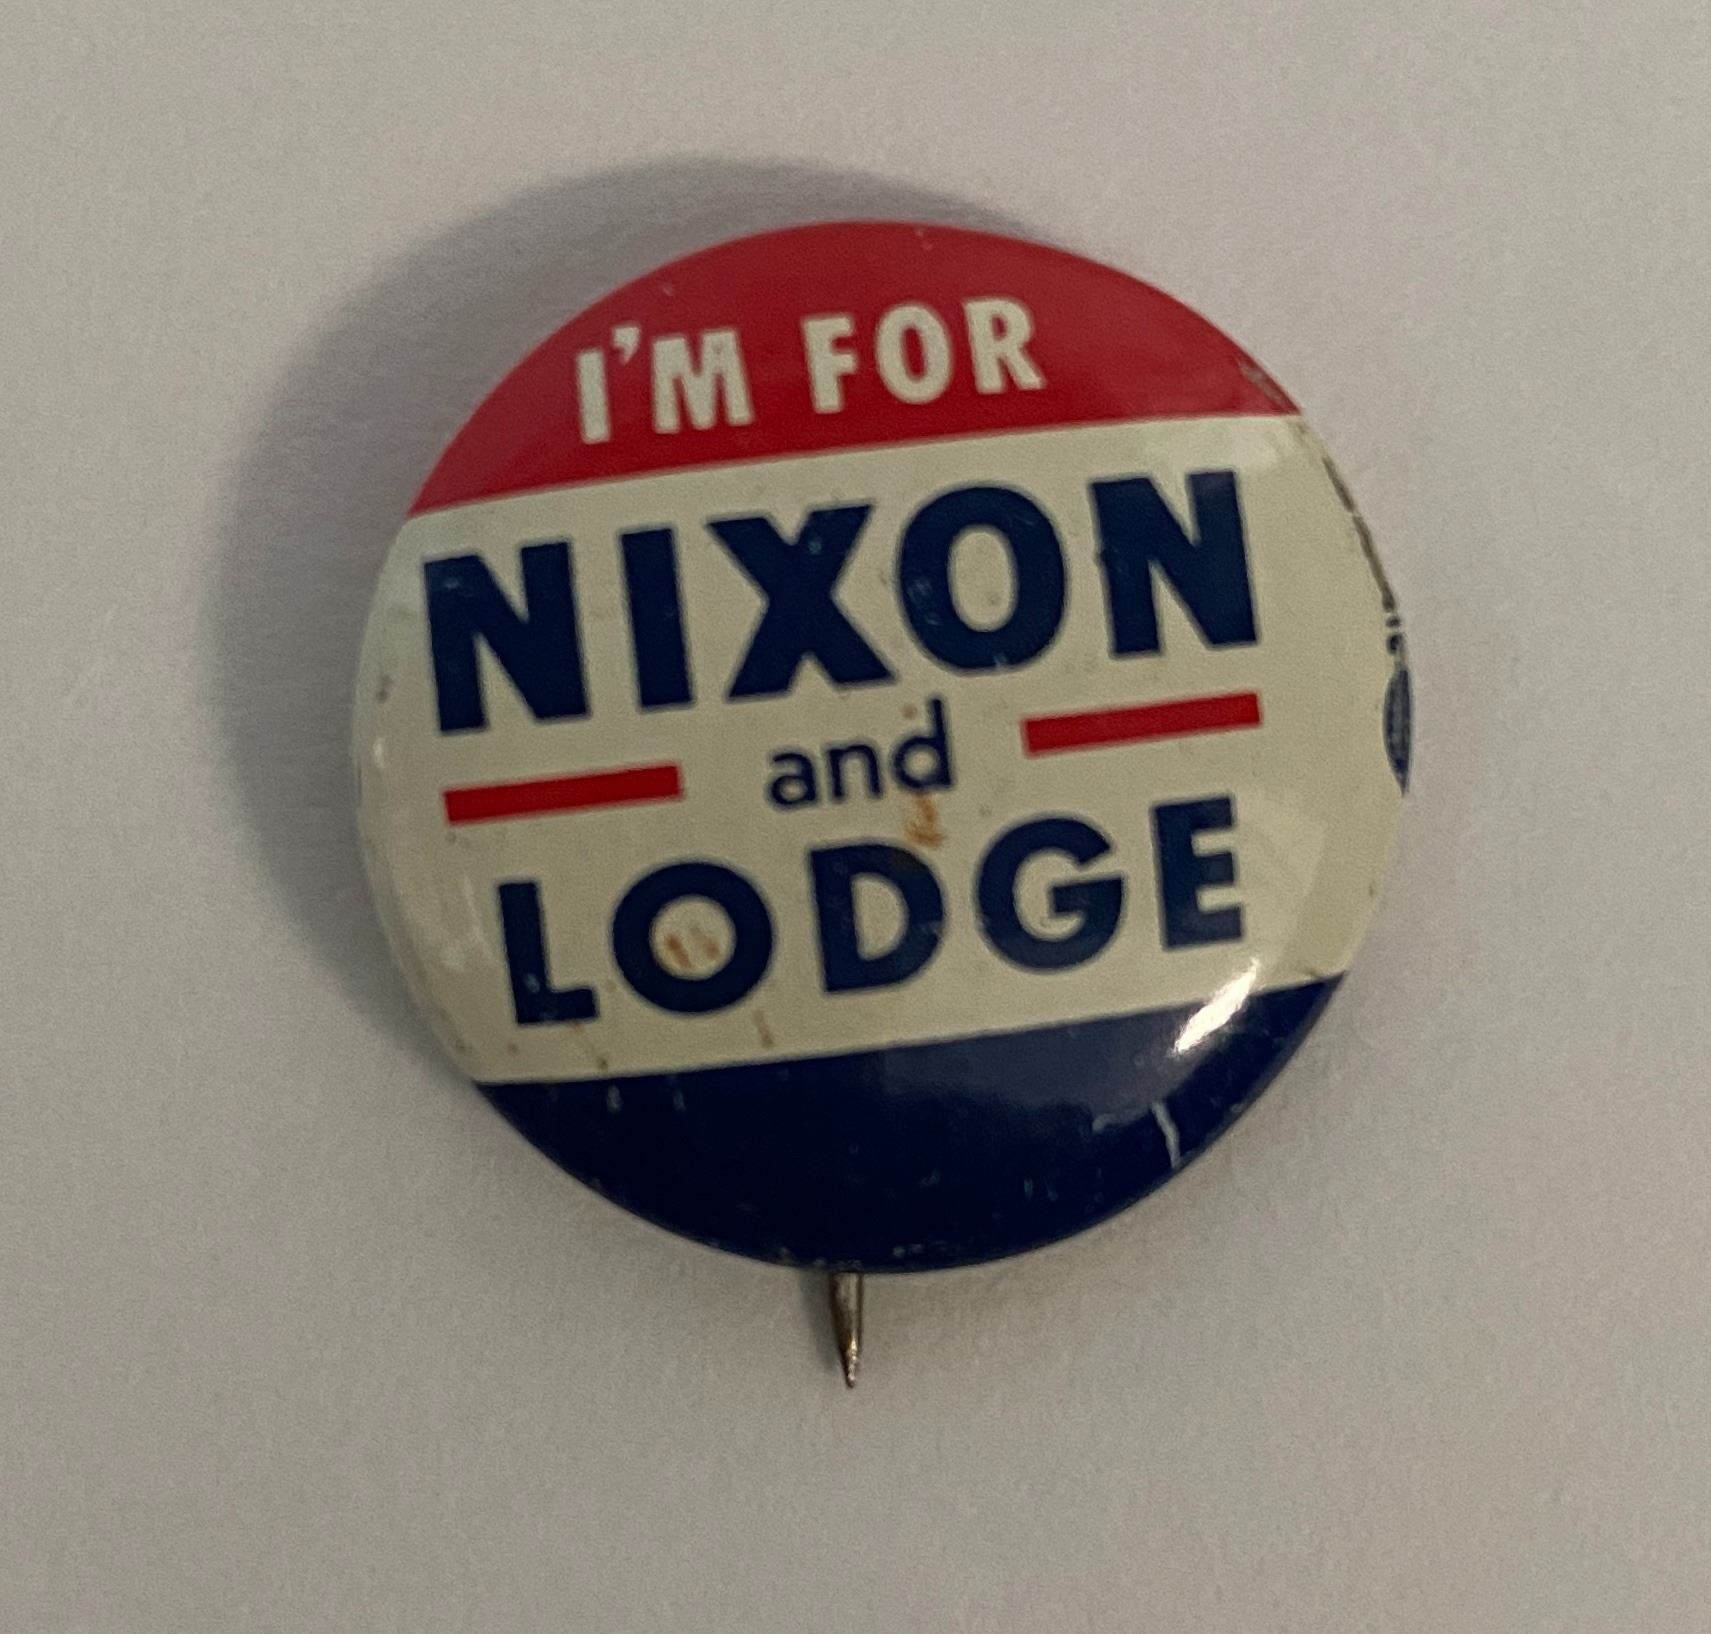 I'M FOR
NIXON
and
LODGE